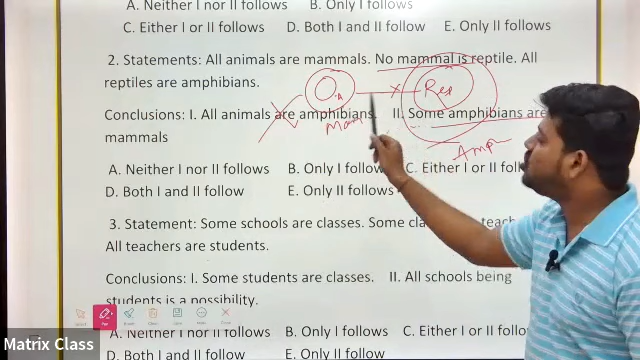 A. Neither I nor II follows B. Only I follows
C. Either I or II follows D. Both I and II follow E. Only II follows
2. Statements: All animals are mammals. No mammal is reptile. All
reptiles are amphibians.
A Rep
Conclusions: I. All animals are amphibians. II. Some amphibians are
mammals
Mam
Amp
A. Neither I nor II follows B. Only I follows C. Either I or II foll
D. Both I and II follow E. Only II follows
3. Statement: Some schools are classes. Some cla teach
All teachers are students.
Conclusions: I. Some students are classes. II. All schools being
students is a possibility.
Matrix Class
A. Neither I nor II follows B. Only I follows C. Either I or II follow
D. Both I and II follow E. Only II follow